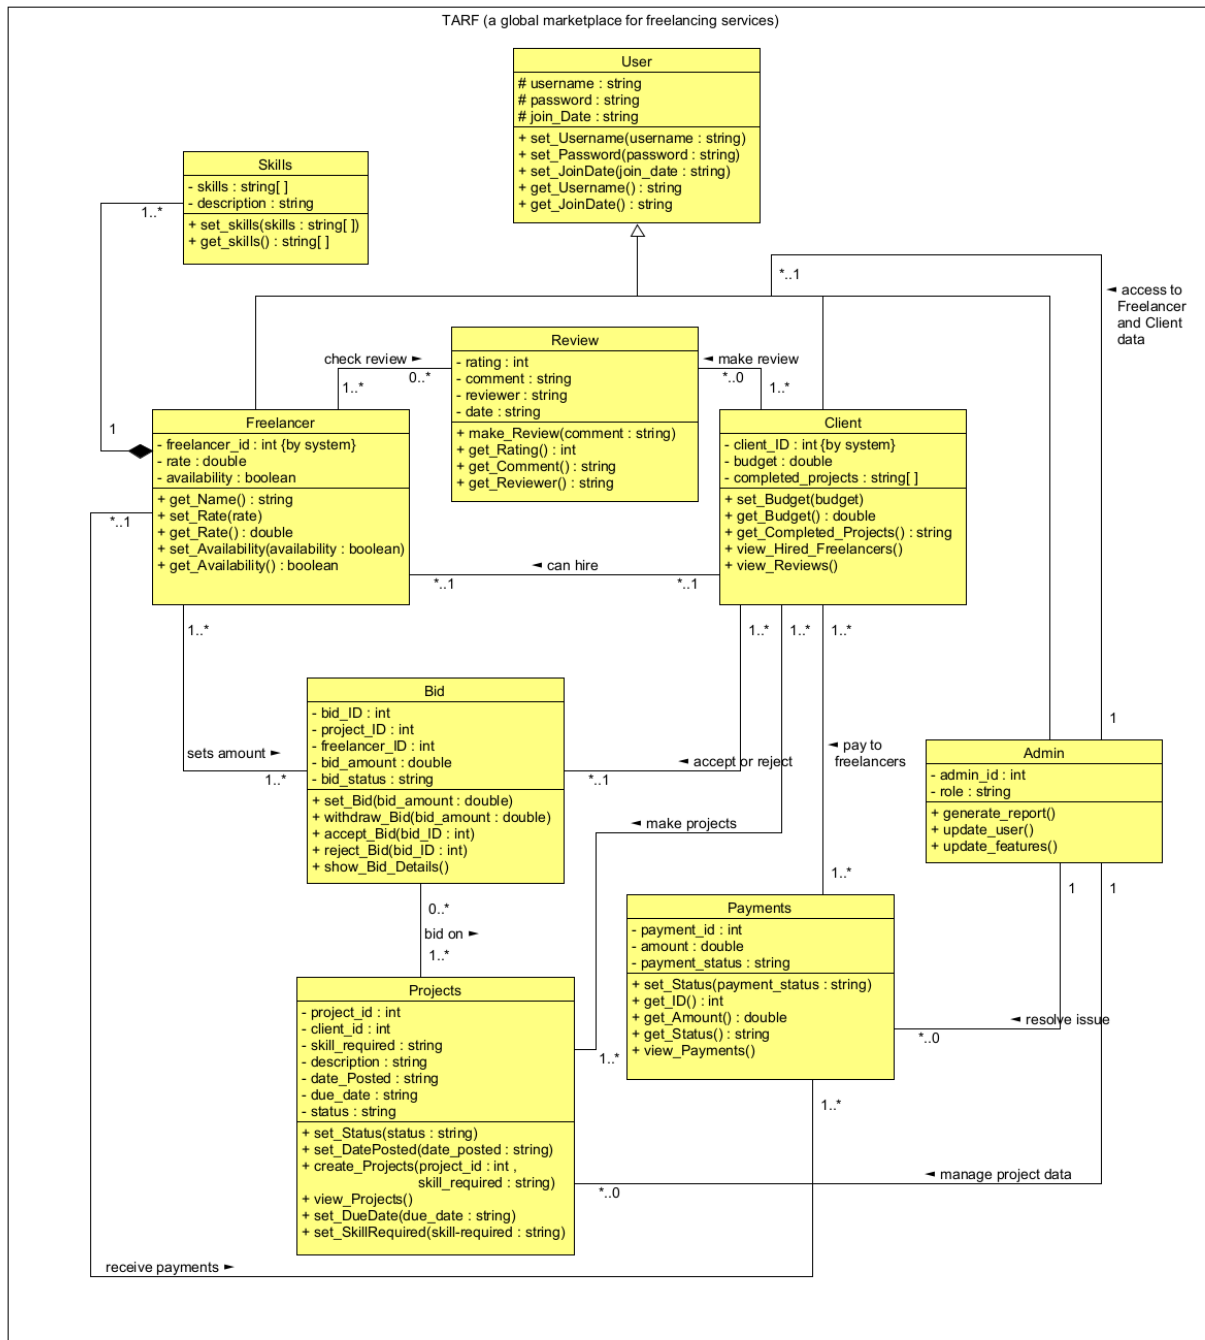 TARF (a global marketplace for freelancing services)
User
# username : string
# password : string
# join_Date : string
+ set_Username(username : string)
+ set_Password(password : string)
+ set_JoinDate(join_date : string)
+ get_Username() : string
+ get_JoinDate() : string
Skills
- skills : string[ ]
- description : string
+ set_skills(skills : string[ ])
+ get_skills() : string[ ]
1..*
1
*..1
◄ access to
Freelancer
and Client
data
1
Review
- rating : int
- comment : string
- reviewer : string
- date : string
+ make_Review(comment : string)
+ get_Rating() : int
+ get_Comment() : string
+ get_Reviewer() : string
check review ►
0..*
1..*
◄ make review
*..0
1..*
Freelancer
- freelancer_id : int {by system}
- rate : double
- availability : boolean
+ get_Name() : string
+ set_Rate(rate)
+ get_Rate() : double
+ set_Availability(availability : boolean)
+ get_Availability() : boolean
*..1
Client
- client_ID : int {by system}
- budget : double
- completed_projects : string[ ]
+ set_Budget(budget)
+ get_Budget() : double
+ get_Completed_Projects() : string
+ view_Hired_Freelancers()
+ view_Reviews()
◄ can hire
*..1
*..1
1..*
1..*
1..*
1..*
Bid
- bid_ID : int
- project_ID : int
- freelancer_ID : int
- bid_amount : double
- bid_status : string
+ set_Bid(bid_amount : double)
+ withdraw_Bid(bid_amount : double)
+ accept_Bid(bid_ID : int)
+ reject_Bid(bid_ID : int)
+ show_Bid_Details()
sets amount ►
1..*
◄ accept or reject
*..1
◄ pay to
freelancers
◄ make projects
Admin
- admin_id : int
- role : string
+ generate_report()
+ update_user()
+ update_features()
1
1
0..*
bid on ►
1..*
1..*
Payments
- payment_id : int
- amount : double
- payment_status : string
+ set_Status(payment_status : string)
+ get_ID() : int
+ get_Amount() : double
+ get_Status() : string
+ view_Payments()
◄ resolve issue
*..0
1..*
Projects
- project_id : int
- client_id : int
- skill_required : string
- description : string
- date_Posted : string
- due_date : string
- status : string
+ set_Status(status : string)
+ set_DatePosted(date_posted : string)
+ create_Projects(project_id : int ,
skill_required : string)
+ view_Projects()
+ set_DueDate(due_date : string)
+ set_SkillRequired(skill-required : string)
1..*
◄ manage project data
*..0
receive payments ►